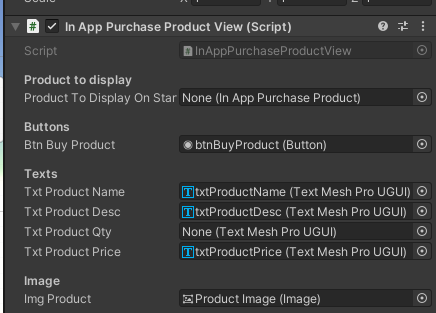 Scale
In App Purchase Product View (Script)
Script InAppPurchaseProductView
Product to display
Product To Display On Star None (In App Purchase Product)
Buttons
Btn Buy Product btnBuyProduct (Button)
Texts
Txt Product Name txtProductName (Text Mesh Pro UGUI)
Txt Product Desc txtProductDesc (Text Mesh Pro UGUI)
Txt Product Qty None (Text Mesh Pro UGUI)
Txt Product Price txtProductPrice (Text Mesh Pro UGUI)
Image
Img Product Product Image (Image)